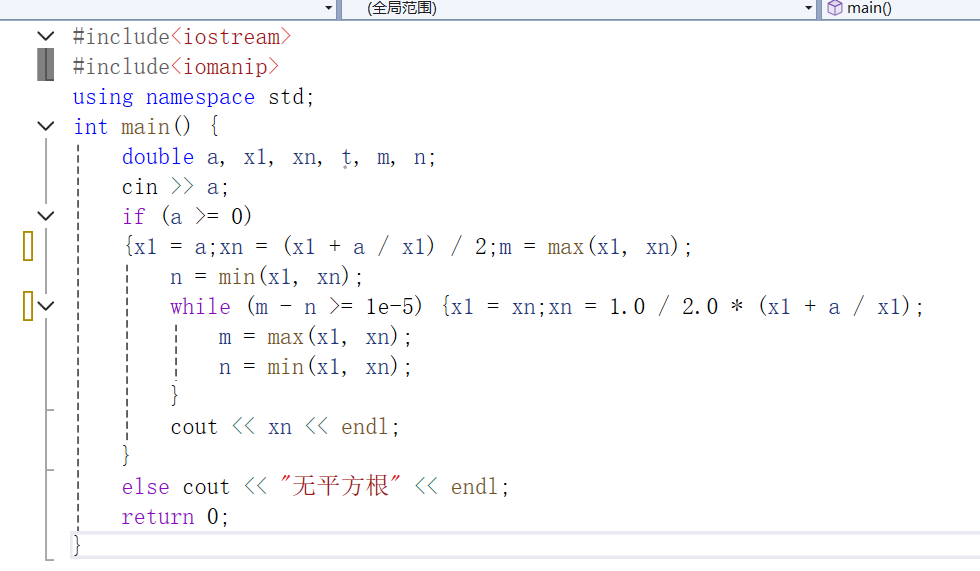 (全局范围) main()
#include<iostream>
#include<iomanip>
using namespace std;
int main() {
    double a, x1, xn, t, m, n;
    cin >> a;
    if (a >= 0)
    {x1 = a;xn = (x1 + a / x1) / 2;m = max(x1, xn);
        n = min(x1, xn);
        while (m - n >= 1e-5) {x1 = xn;xn = 1.0 / 2.0 * (x1 + a / x1);
            m = max(x1, xn);
            n = min(x1, xn);
        }
        cout << xn << endl;
    }
    else cout << "无平方根" << endl;
    return 0;
}